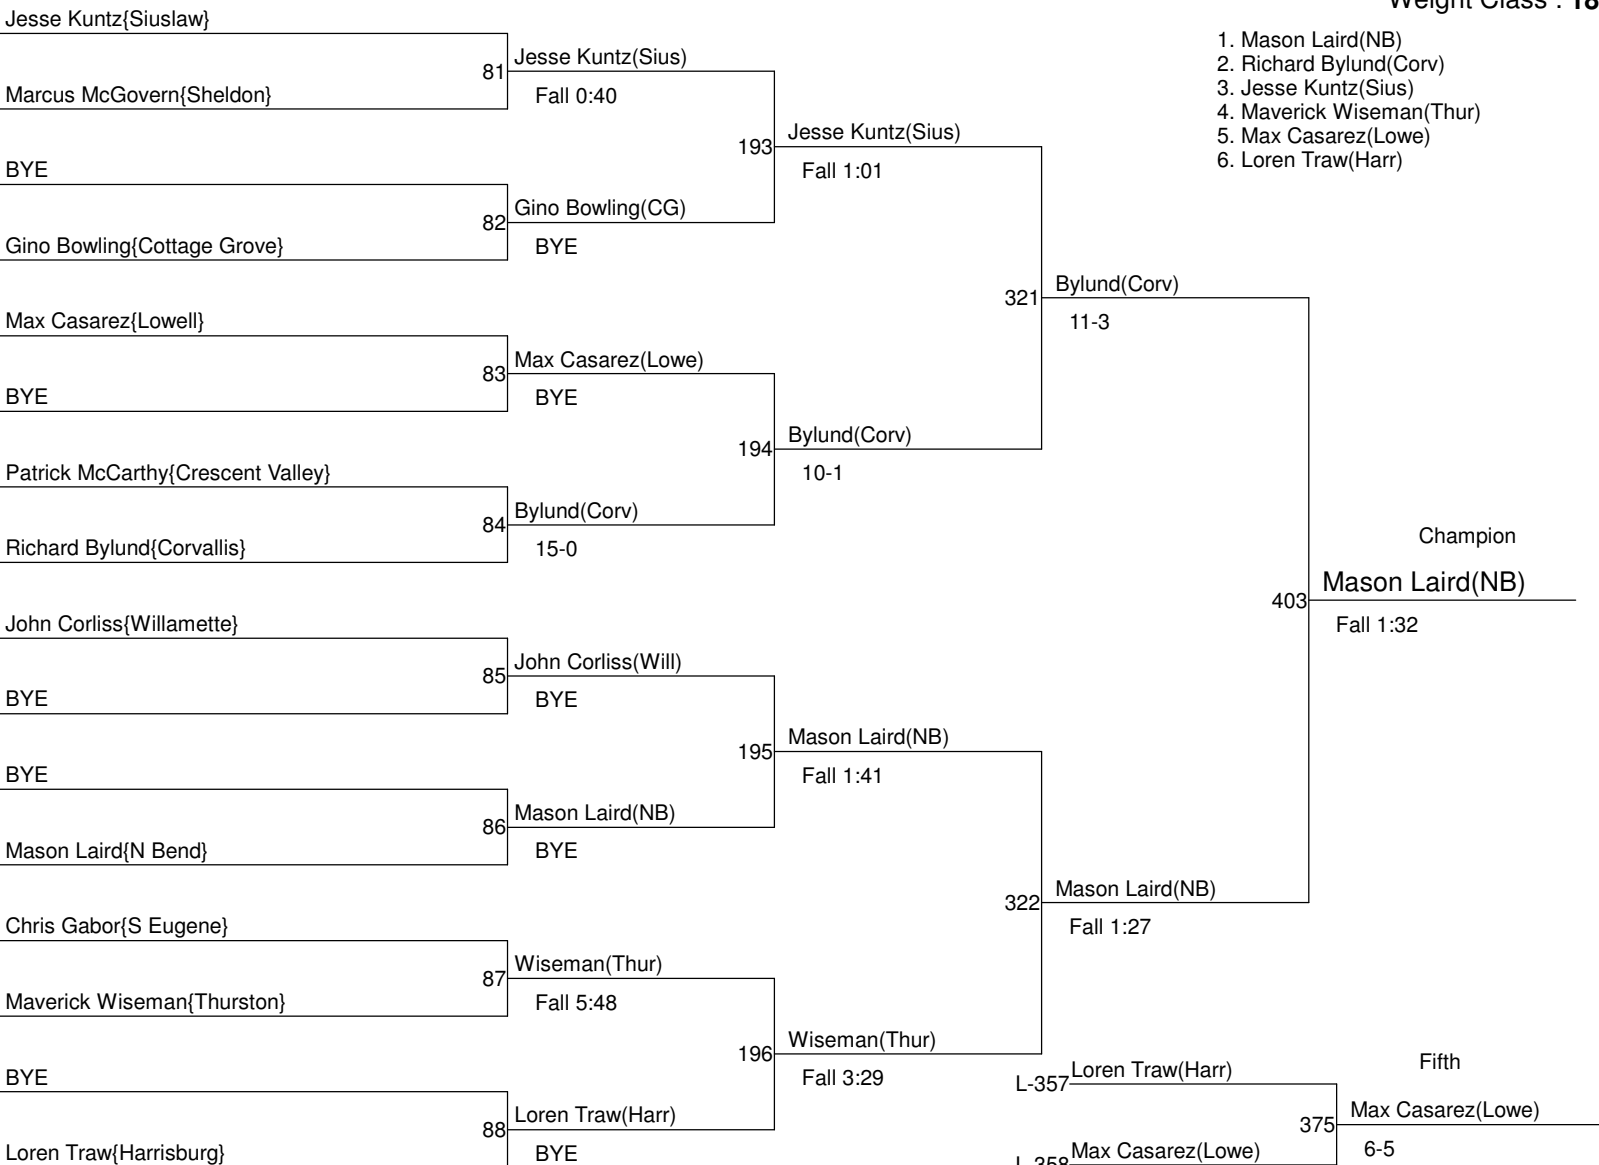 Weight Class : 18
Jesse Kuntz{Siuslaw}
1. Mason Laird(NB)
2. Richard Bylund(Corv)
3. Jesse Kuntz(Sius)
4. Maverick Wiseman(Thur)
5. Max Casarez(Lowe)
6. Loren Traw(Harr)
81 Jesse Kuntz(Sius)
Fall 0:40
Marcus McGovern{Sheldon}
193 Jesse Kuntz(Sius)
Fall 1:01
BYE
82 Gino Bowling(CG)
BYE
Gino Bowling{Cottage Grove}
321 Bylund(Corv)
11-3
Max Casarez{Lowell}
83 Max Casarez(Lowe)
BYE
BYE
194 Bylund(Corv)
10-1
Patrick McCarthy{Crescent Valley}
84 Bylund(Corv)
15-0
Richard Bylund{Corvallis}
Champion
403 Mason Laird(NB)
Fall 1:32
John Corliss{Willamette}
85 John Corliss(Will)
BYE
BYE
195 Mason Laird(NB)
Fall 1:41
BYE
86 Mason Laird(NB)
BYE
Mason Laird{N Bend}
322 Mason Laird(NB)
Fall 1:27
Chris Gabor{S Eugene}
87 Wiseman(Thur)
Fall 5:48
Maverick Wiseman{Thurston}
196 Wiseman(Thur)
Fall 3:29
BYE
88 Loren Traw(Harr)
BYE
Loren Traw{Harrisburg}
Fifth
L-357 Loren Traw(Harr)
375 Max Casarez(Lowe)
6-5
L-358 Max Casarez(Lowe)